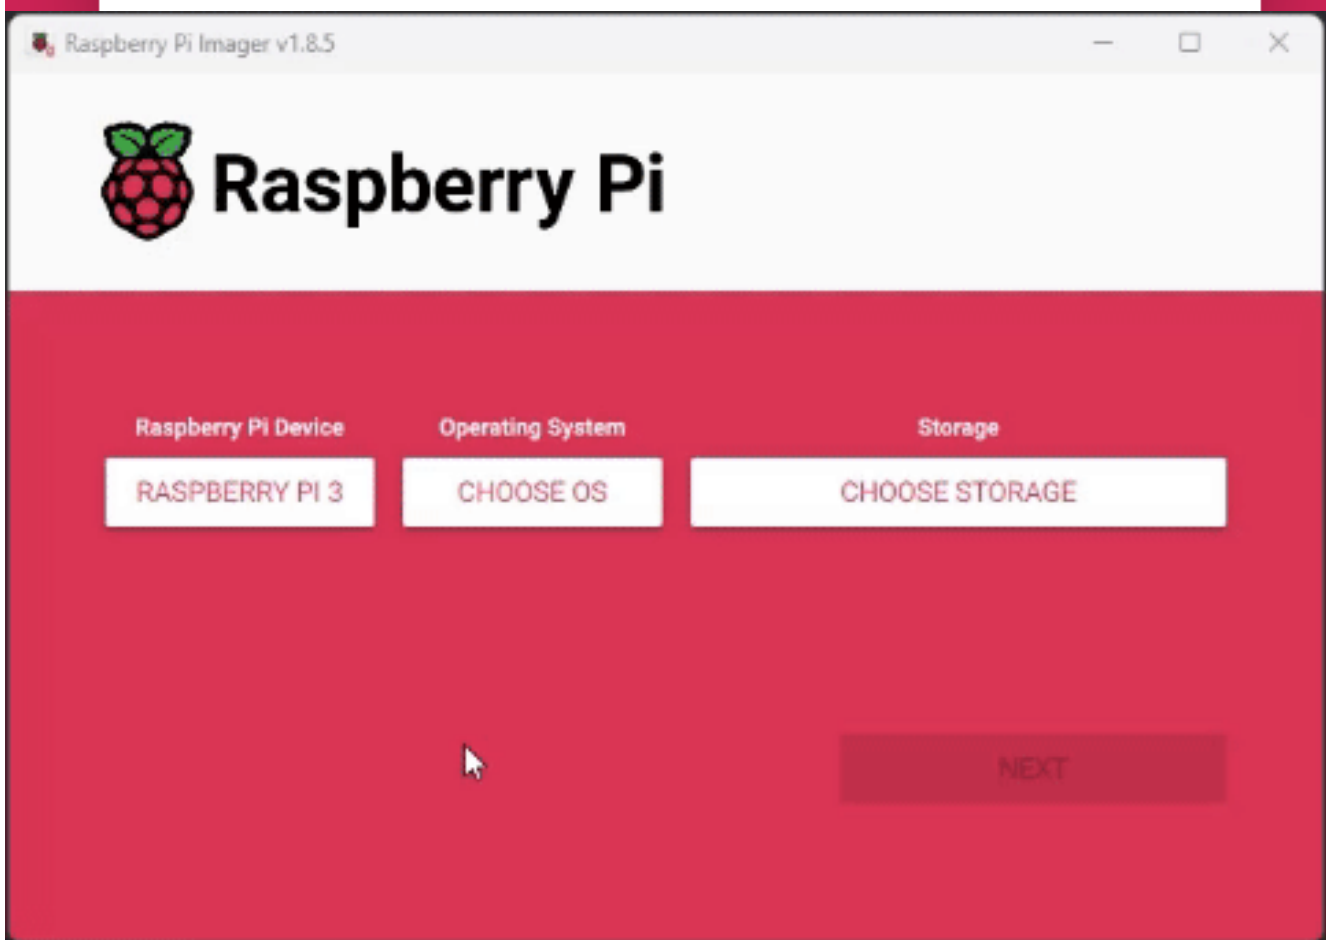 Raspberry Pi Imager v1.8.5
Raspberry Pi
Raspberry Pi Device
Operating System
Storage
RASPBERRY PI 3
CHOOSE OS
CHOOSE STORAGE
NEXT